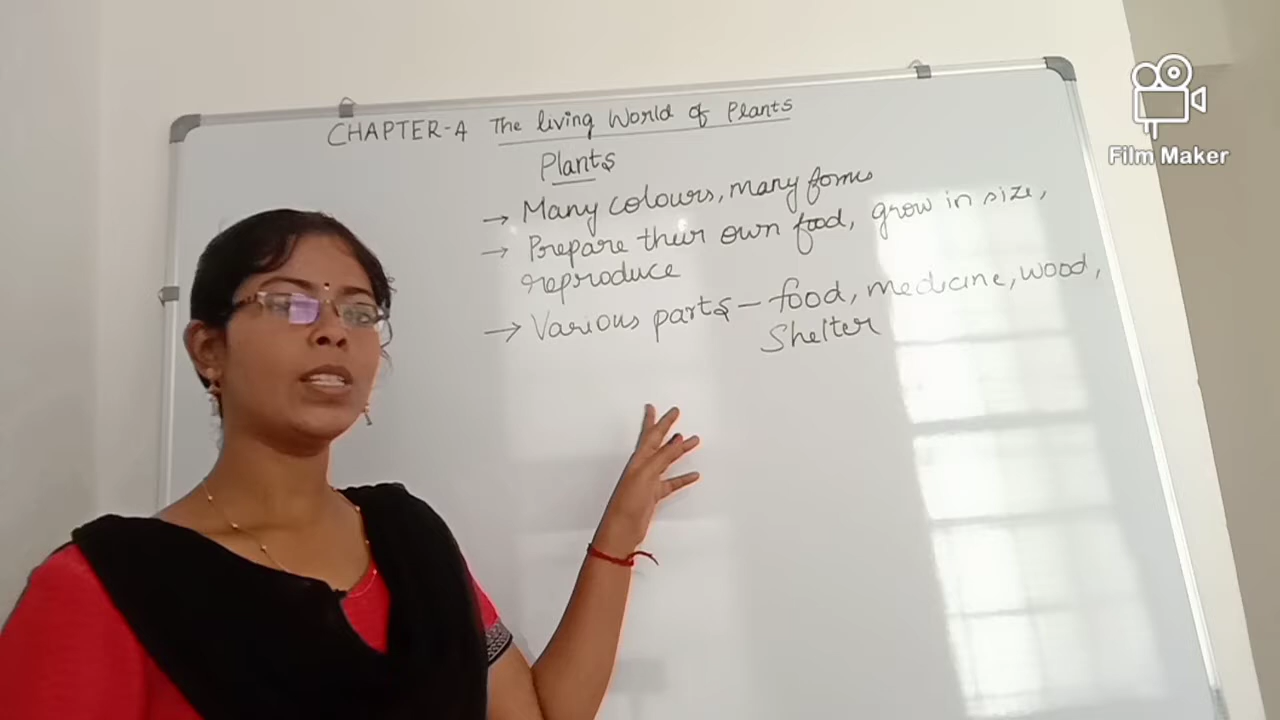 CHAPTER-4 The living World of Plants
Plants
→ Many colours, many forms
→ Prepare their own food, grow in size,
reproduce
→ Various parts – food, medicine, wood,
Shelter
Film Maker